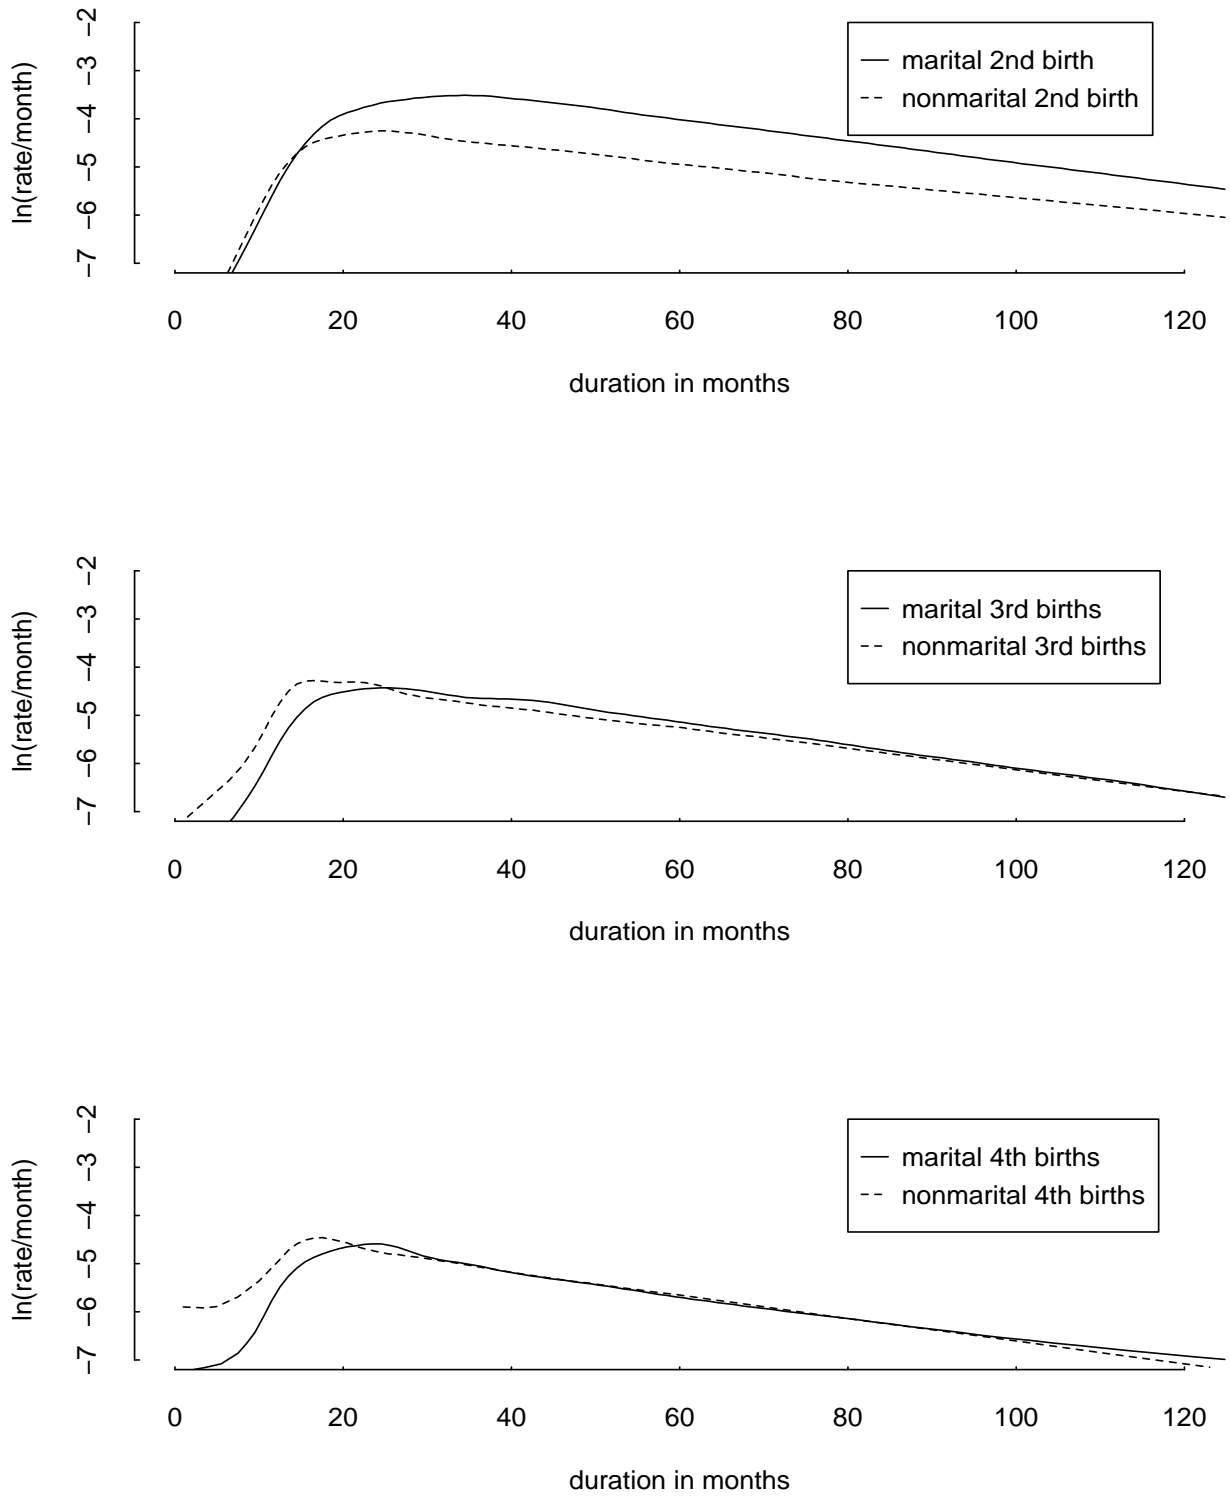 ln(rate/month)
−2
−3
−4
−5
−6
−7
marital 2nd birth
nonmarital 2nd birth
0 20 40 60 80 100 120
duration in months
ln(rate/month)
−2
−3
−4
−5
−6
−7
marital 3rd births
nonmarital 3rd births
0 20 40 60 80 100 120
duration in months
ln(rate/month)
−2
−3
−4
−5
−6
−7
marital 4th births
nonmarital 4th births
0 20 40 60 80 100 120
duration in months